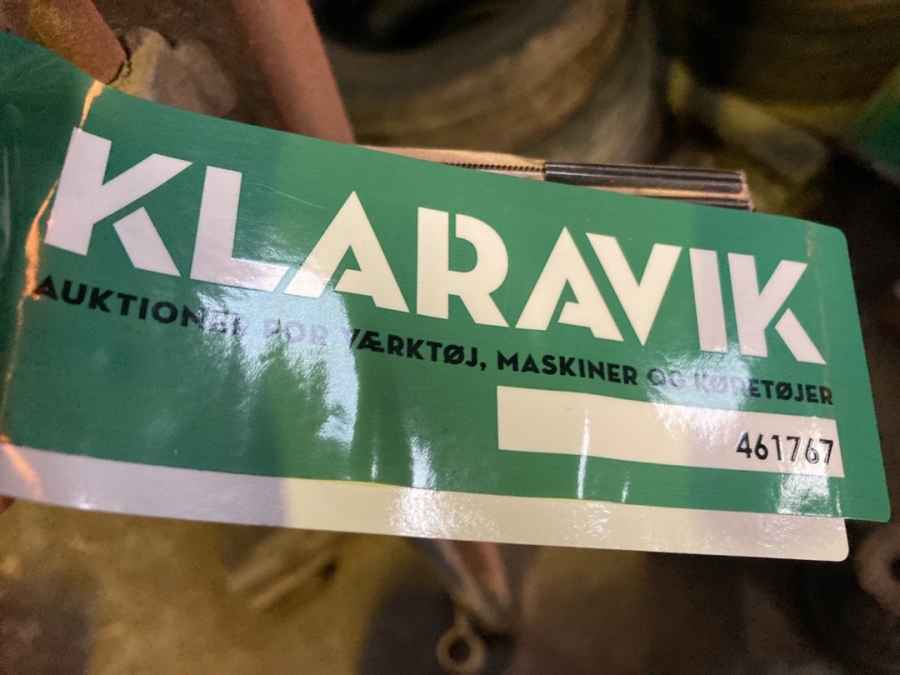 KLARAVIK
AUKTIONER FOR VÆRKTØJ, MASKINER OG KØRETØJER
461767